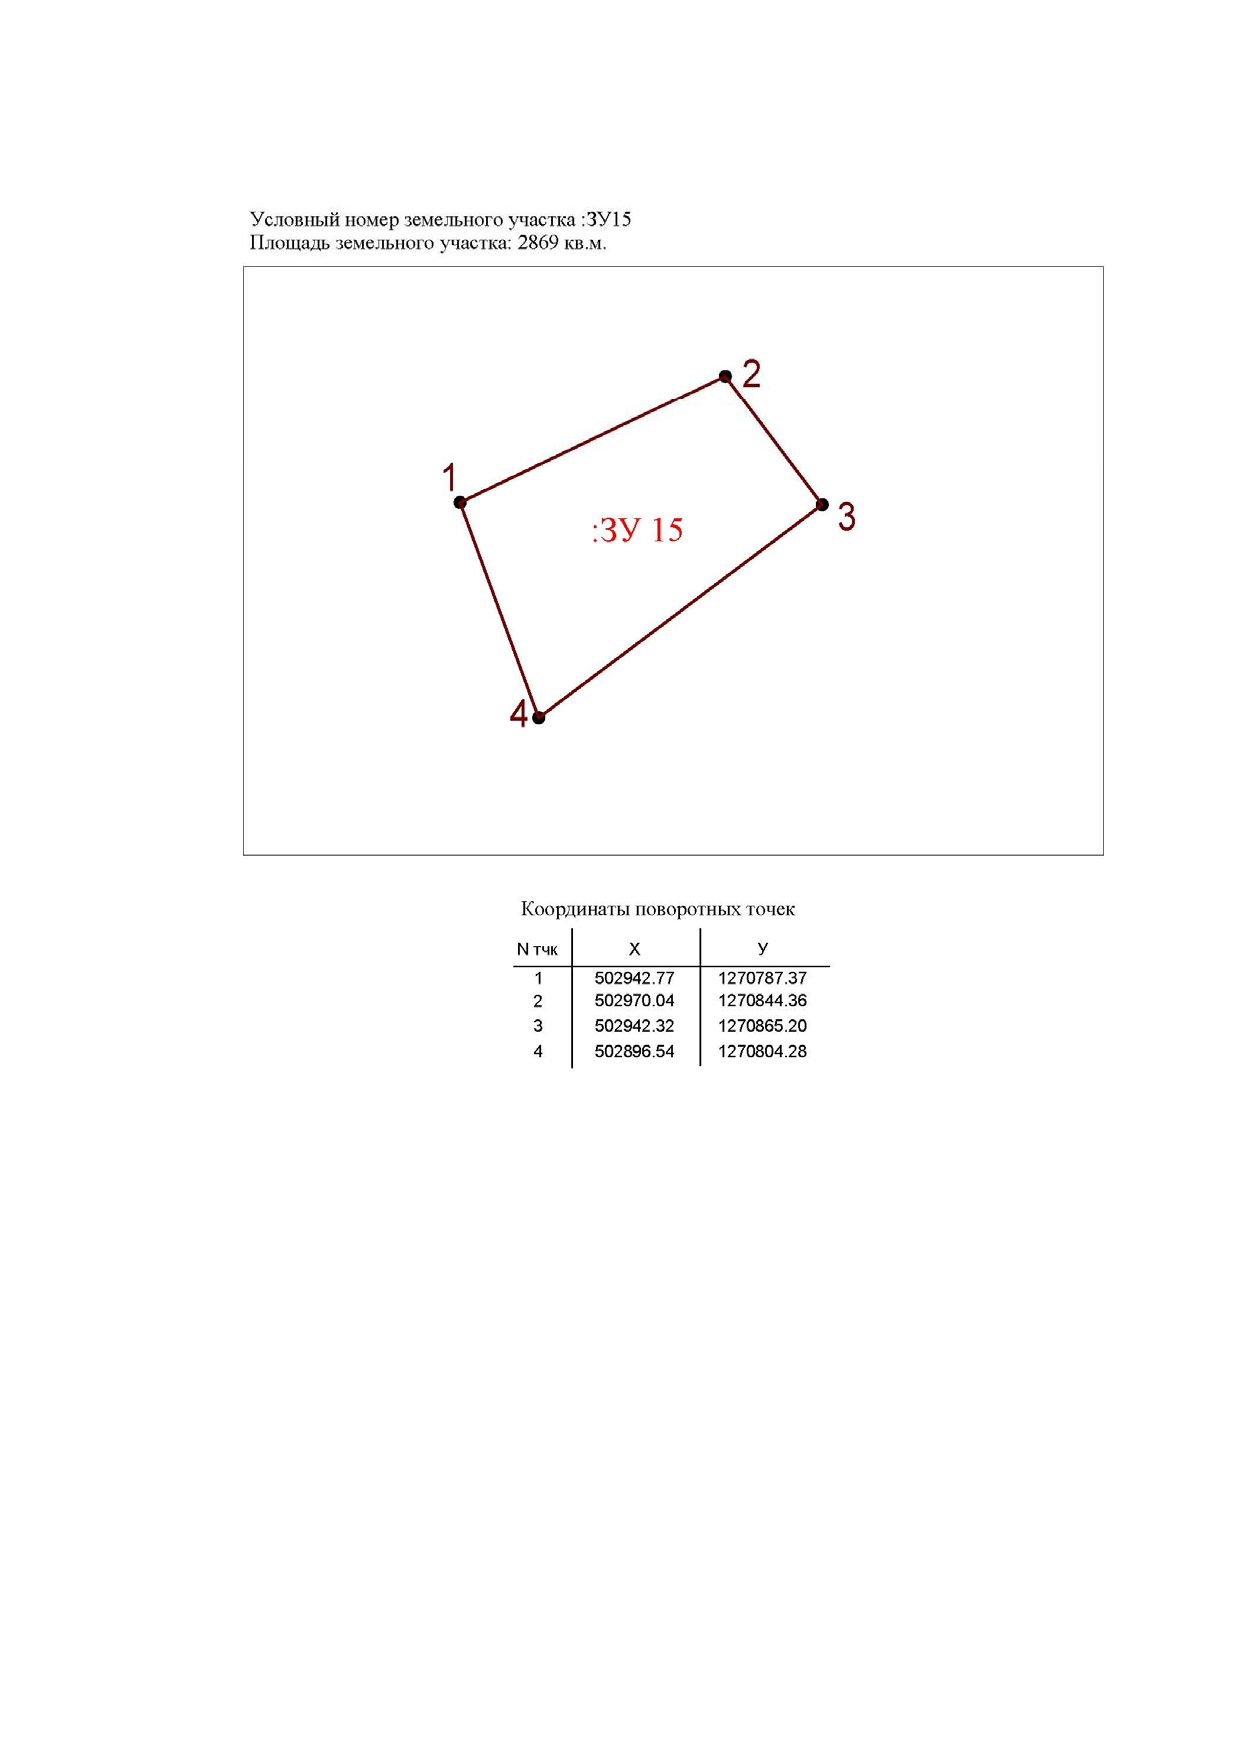 Условный номер земельного участка :ЗУ15
Площадь земельного участка: 2869 кв.м.
2
1
3
:ЗУ 15
4
Координаты поворотных точек
N тчк X У
1 502942.77 1270787.37
2 502970.04 1270844.36
3 502942.32 1270865.20
4 502896.54 1270804.28